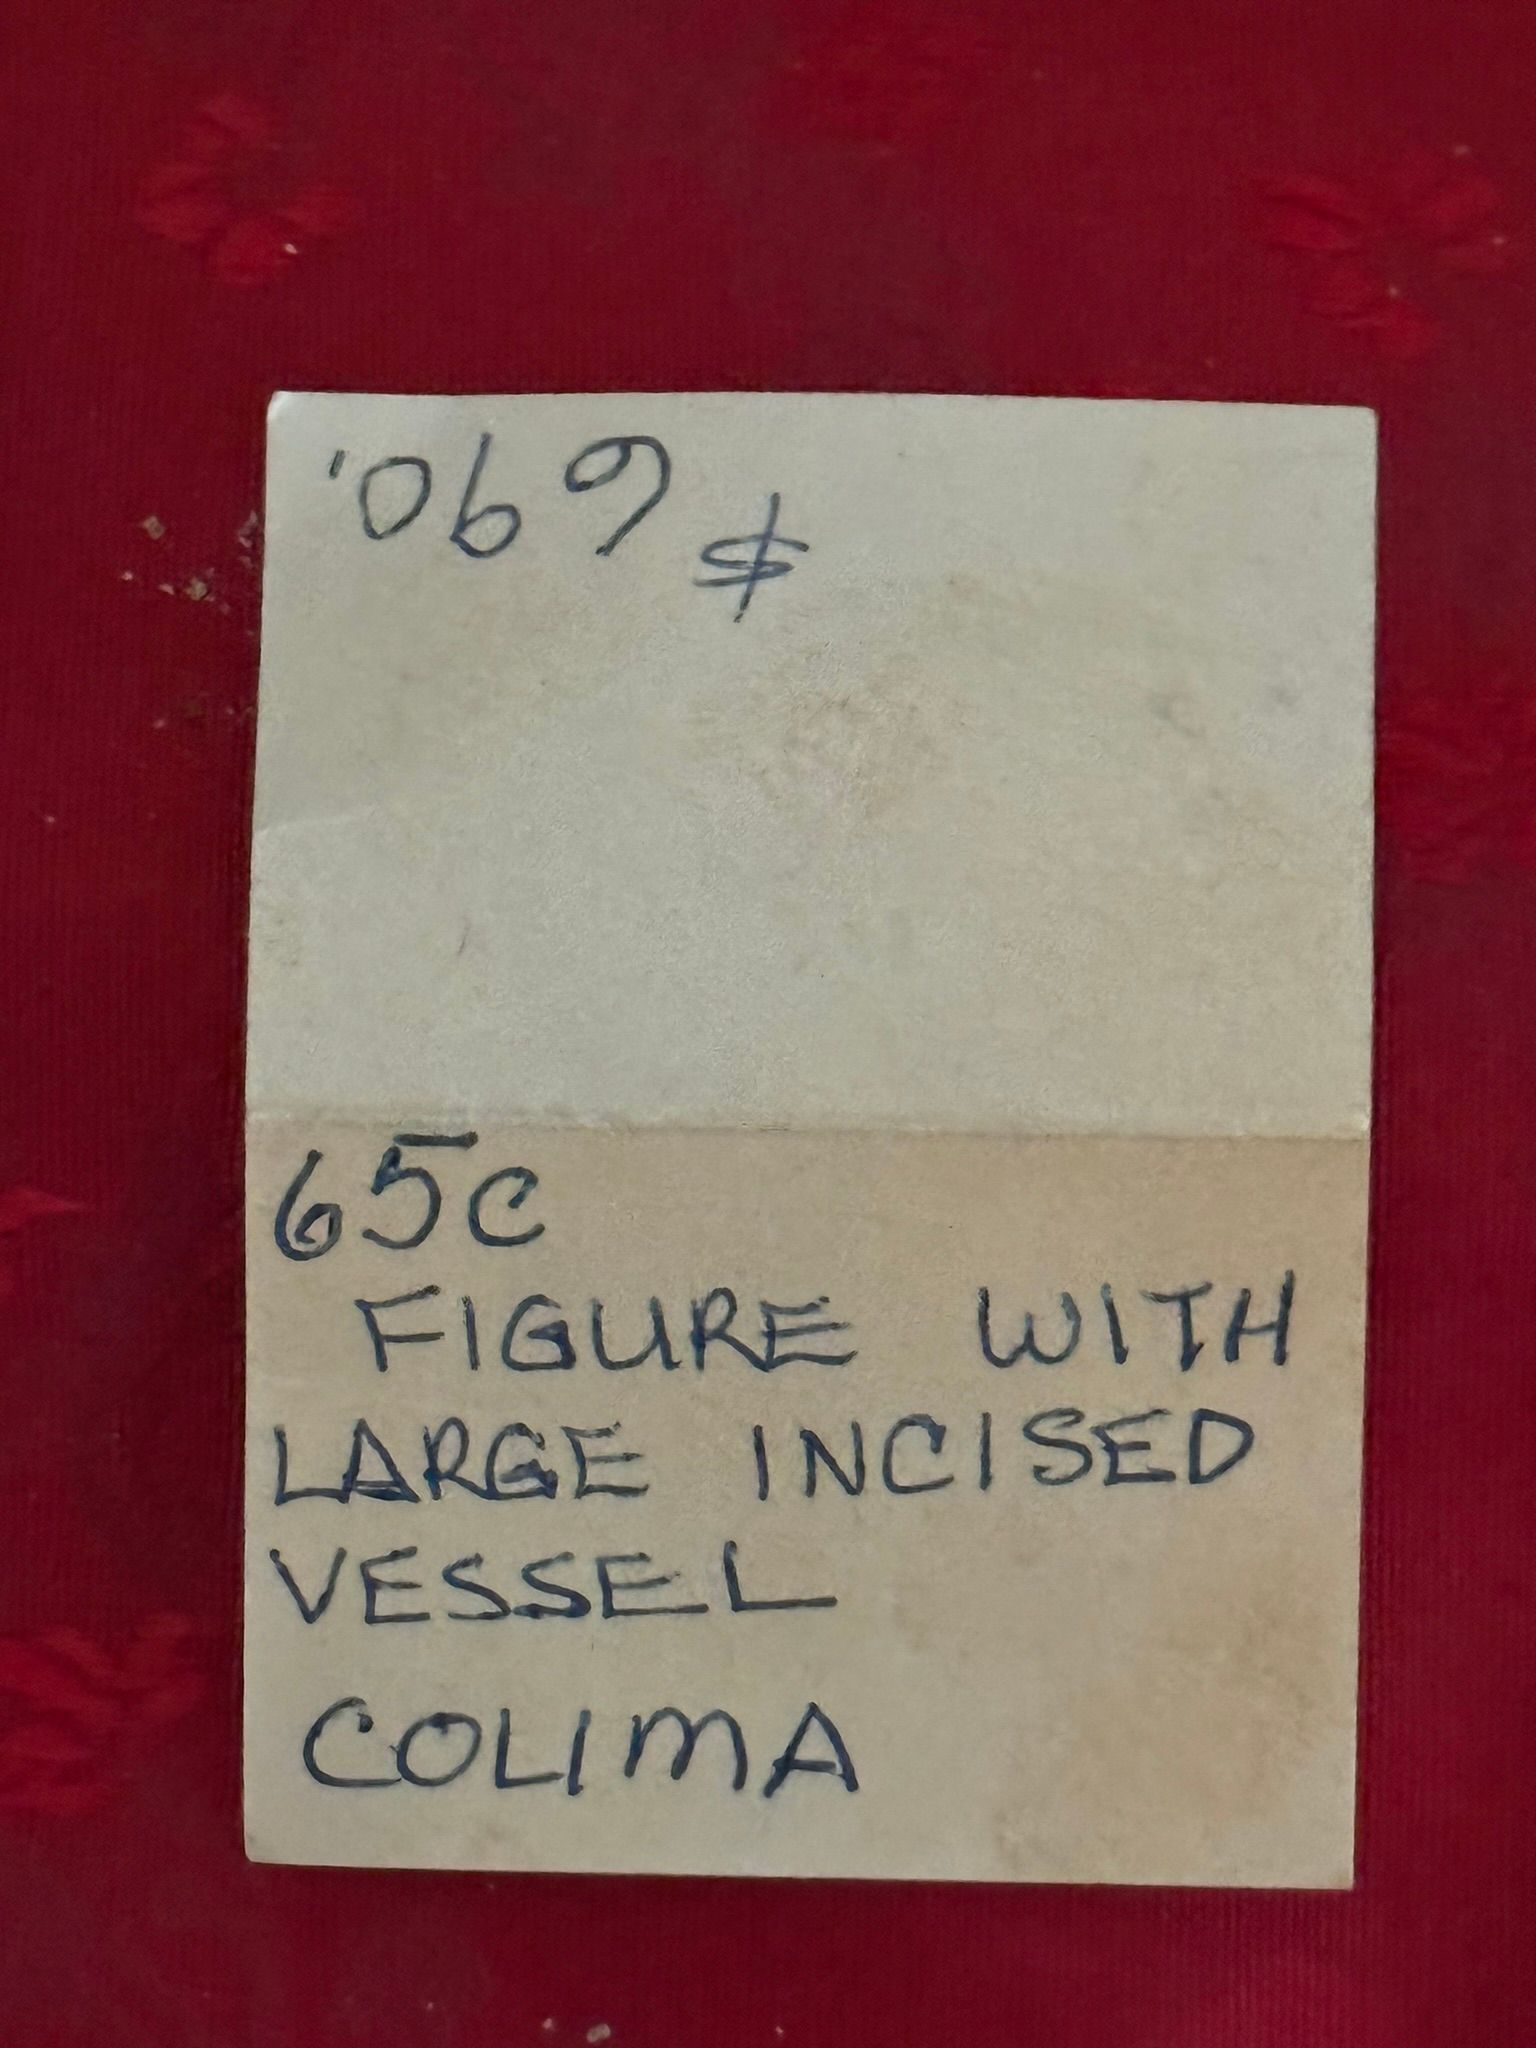 $690.
65C
FIGURE WITH
LARGE INCISED
VESSEL
COLIMA